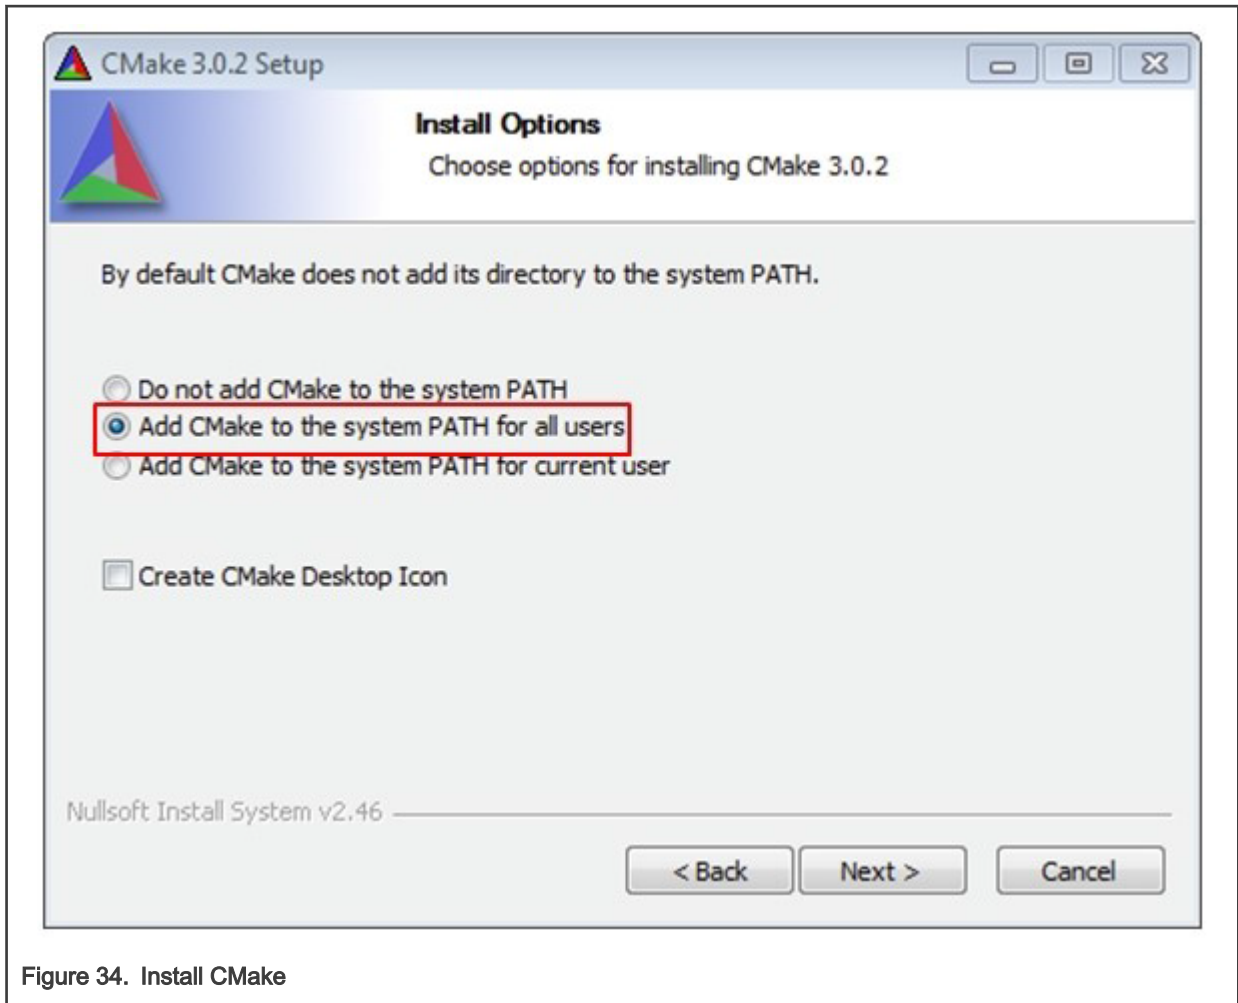 CMake 3.0.2 Setup
Install Options
Choose options for installing CMake 3.0.2
By default CMake does not add its directory to the system PATH.
Do not add CMake to the system PATH
Add CMake to the system PATH for all users
Add CMake to the system PATH for current user
Create CMake Desktop Icon
Nullsoft Install System v2.46
< Back Next > Cancel
Figure 34. Install CMake